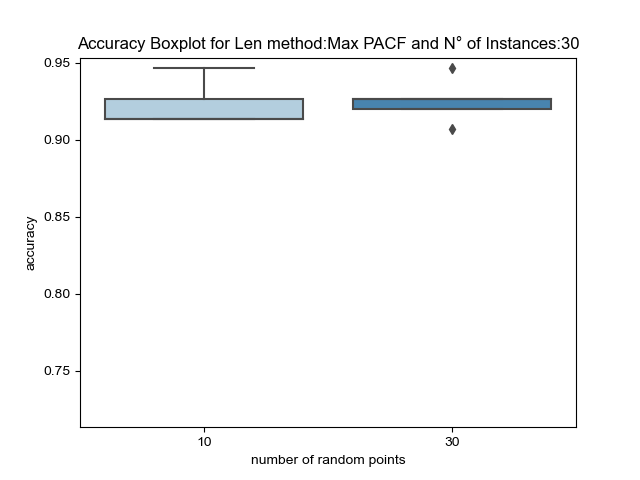 Accuracy Boxplot for Len method:Max PACF and N° of Instances:30
0.95
0.90
0.85
0.80
0.75
accuracy
10 30
number of random points